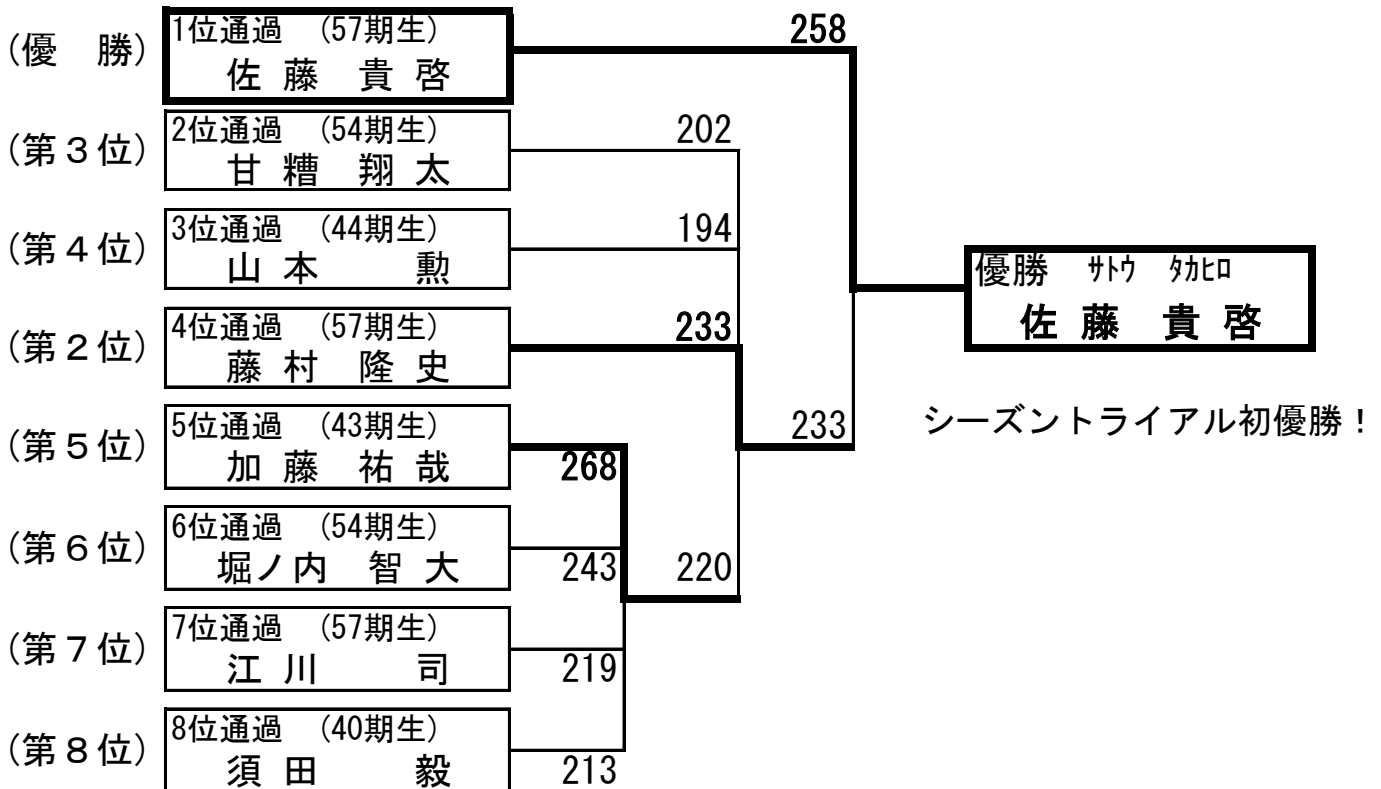 (優　勝)
1位通過　(57期生)
佐 藤　貴 啓
258
(第３位)
2位通過　(54期生)
甘 糟　翔 太
202
(第４位)
3位通過　(44期生)
山 本　　勲
194
(第２位)
4位通過　(57期生)
藤 村　隆 史
233
優勝　ｻﾄｳ　ﾀｶﾋﾛ
佐 藤　貴 啓
(第５位)
5位通過　(43期生)
加 藤　祐 哉
268
233
シーズントライアル初優勝！
(第６位)
6位通過　(54期生)
堀ノ内　智 大
243
220
(第７位)
7位通過　(57期生)
江 川　　司
219
(第８位)
8位通過　(40期生)
須 田　　毅
213